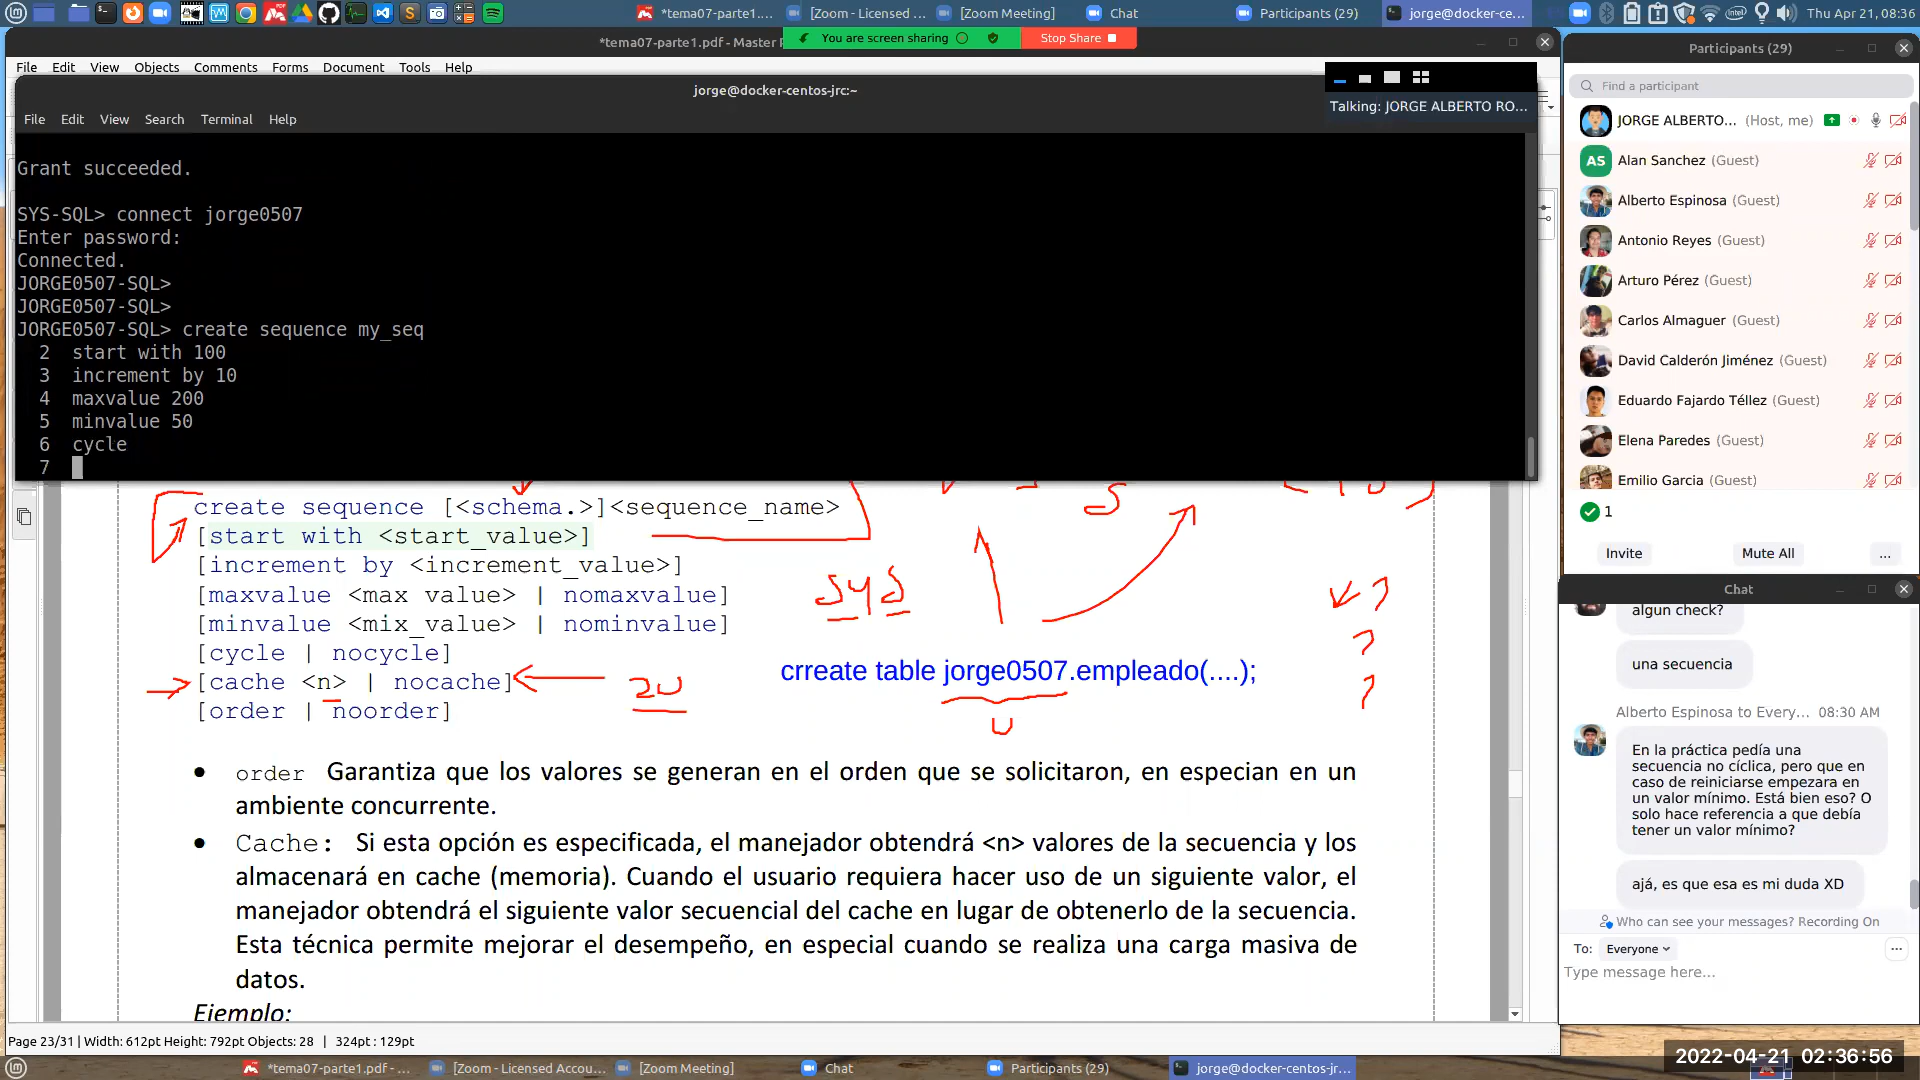 *tema07-parte1....
[Zoom - Licensed ...
[Zoom Meeting]
Chat
Participants (29)
jorge@docker-ce...
Thu Apr 21, 08:36
*tema07-parte1.pdf - Master P
You are screen sharing
Stop Share
File Edit View Objects Comments Forms Document Tools Help
jorge@docker-centos-jrc:~
Talking: JORGE ALBERTO RO...
File Edit View Search Terminal Help
Grant succeeded.
SYS-SQL> connect jorge0507
Enter password:
Connected.
JORGE0507-SQL>
JORGE0507-SQL>
JORGE0507-SQL> create sequence my_seq
2 start with 100
3 increment by 10
4 maxvalue 200
5 minvalue 50
6 cycle
7
create sequence [<schema.>]<sequence_name>
[start with <start_value>]
[increment by <increment_value>]
[maxvalue <max value> | nomaxvalue]
[minvalue <mix_value> | nominvalue]
[cycle | nocycle]
[cache <n> | nocache]
[order | noorder]
sys
20
crreate table jorge0507.empleado(....);
U
?
?
?
• order Garantiza que los valores se generan en el orden que se solicitaron, en especian en un
ambiente concurrente.
• Cache: Si esta opción es especificada, el manejador obtendrá <n> valores de la secuencia y los
almacenará en cache (memoria). Cuando el usuario requiera hacer uso de un siguiente valor, el
manejador obtendrá el siguiente valor secuencial del cache en lugar de obtenerlo de la secuencia.
Esta técnica permite mejorar el desempeño, en especial cuando se realiza una carga masiva de
datos.
Ejemplo:
Page 23/31 | Width: 612pt Height: 792pt Objects: 28 | 324pt : 129pt
Participants (29)
Find a participant
JORGE ALBERTO... (Host, me)
AS Alan Sanchez (Guest)
Alberto Espinosa (Guest)
Antonio Reyes (Guest)
Arturo Pérez (Guest)
Carlos Almaguer (Guest)
David Calderón Jiménez (Guest)
Eduardo Fajardo Téllez (Guest)
Elena Paredes (Guest)
Emilio Garcia (Guest)
1
Invite
Mute All
...
Chat
algun check?
una secuencia
Alberto Espinosa to Every... 08:30 AM
En la práctica pedía una
secuencia no cíclica, pero que en
caso de reiniciarse empezara en
un valor mínimo. Está bien eso? O
solo hace referencia a que debía
tener un valor mínimo?
ajá, es que esa es mi duda XD
Who can see your messages? Recording On
To: Everyone
Type message here...
*tema07-parte1.pdf - ...
[Zoom - Licensed Accou...
[Zoom Meeting]
Chat
Participants (29)
jorge@docker-centos-jr...
2022-04-21 02:36:56